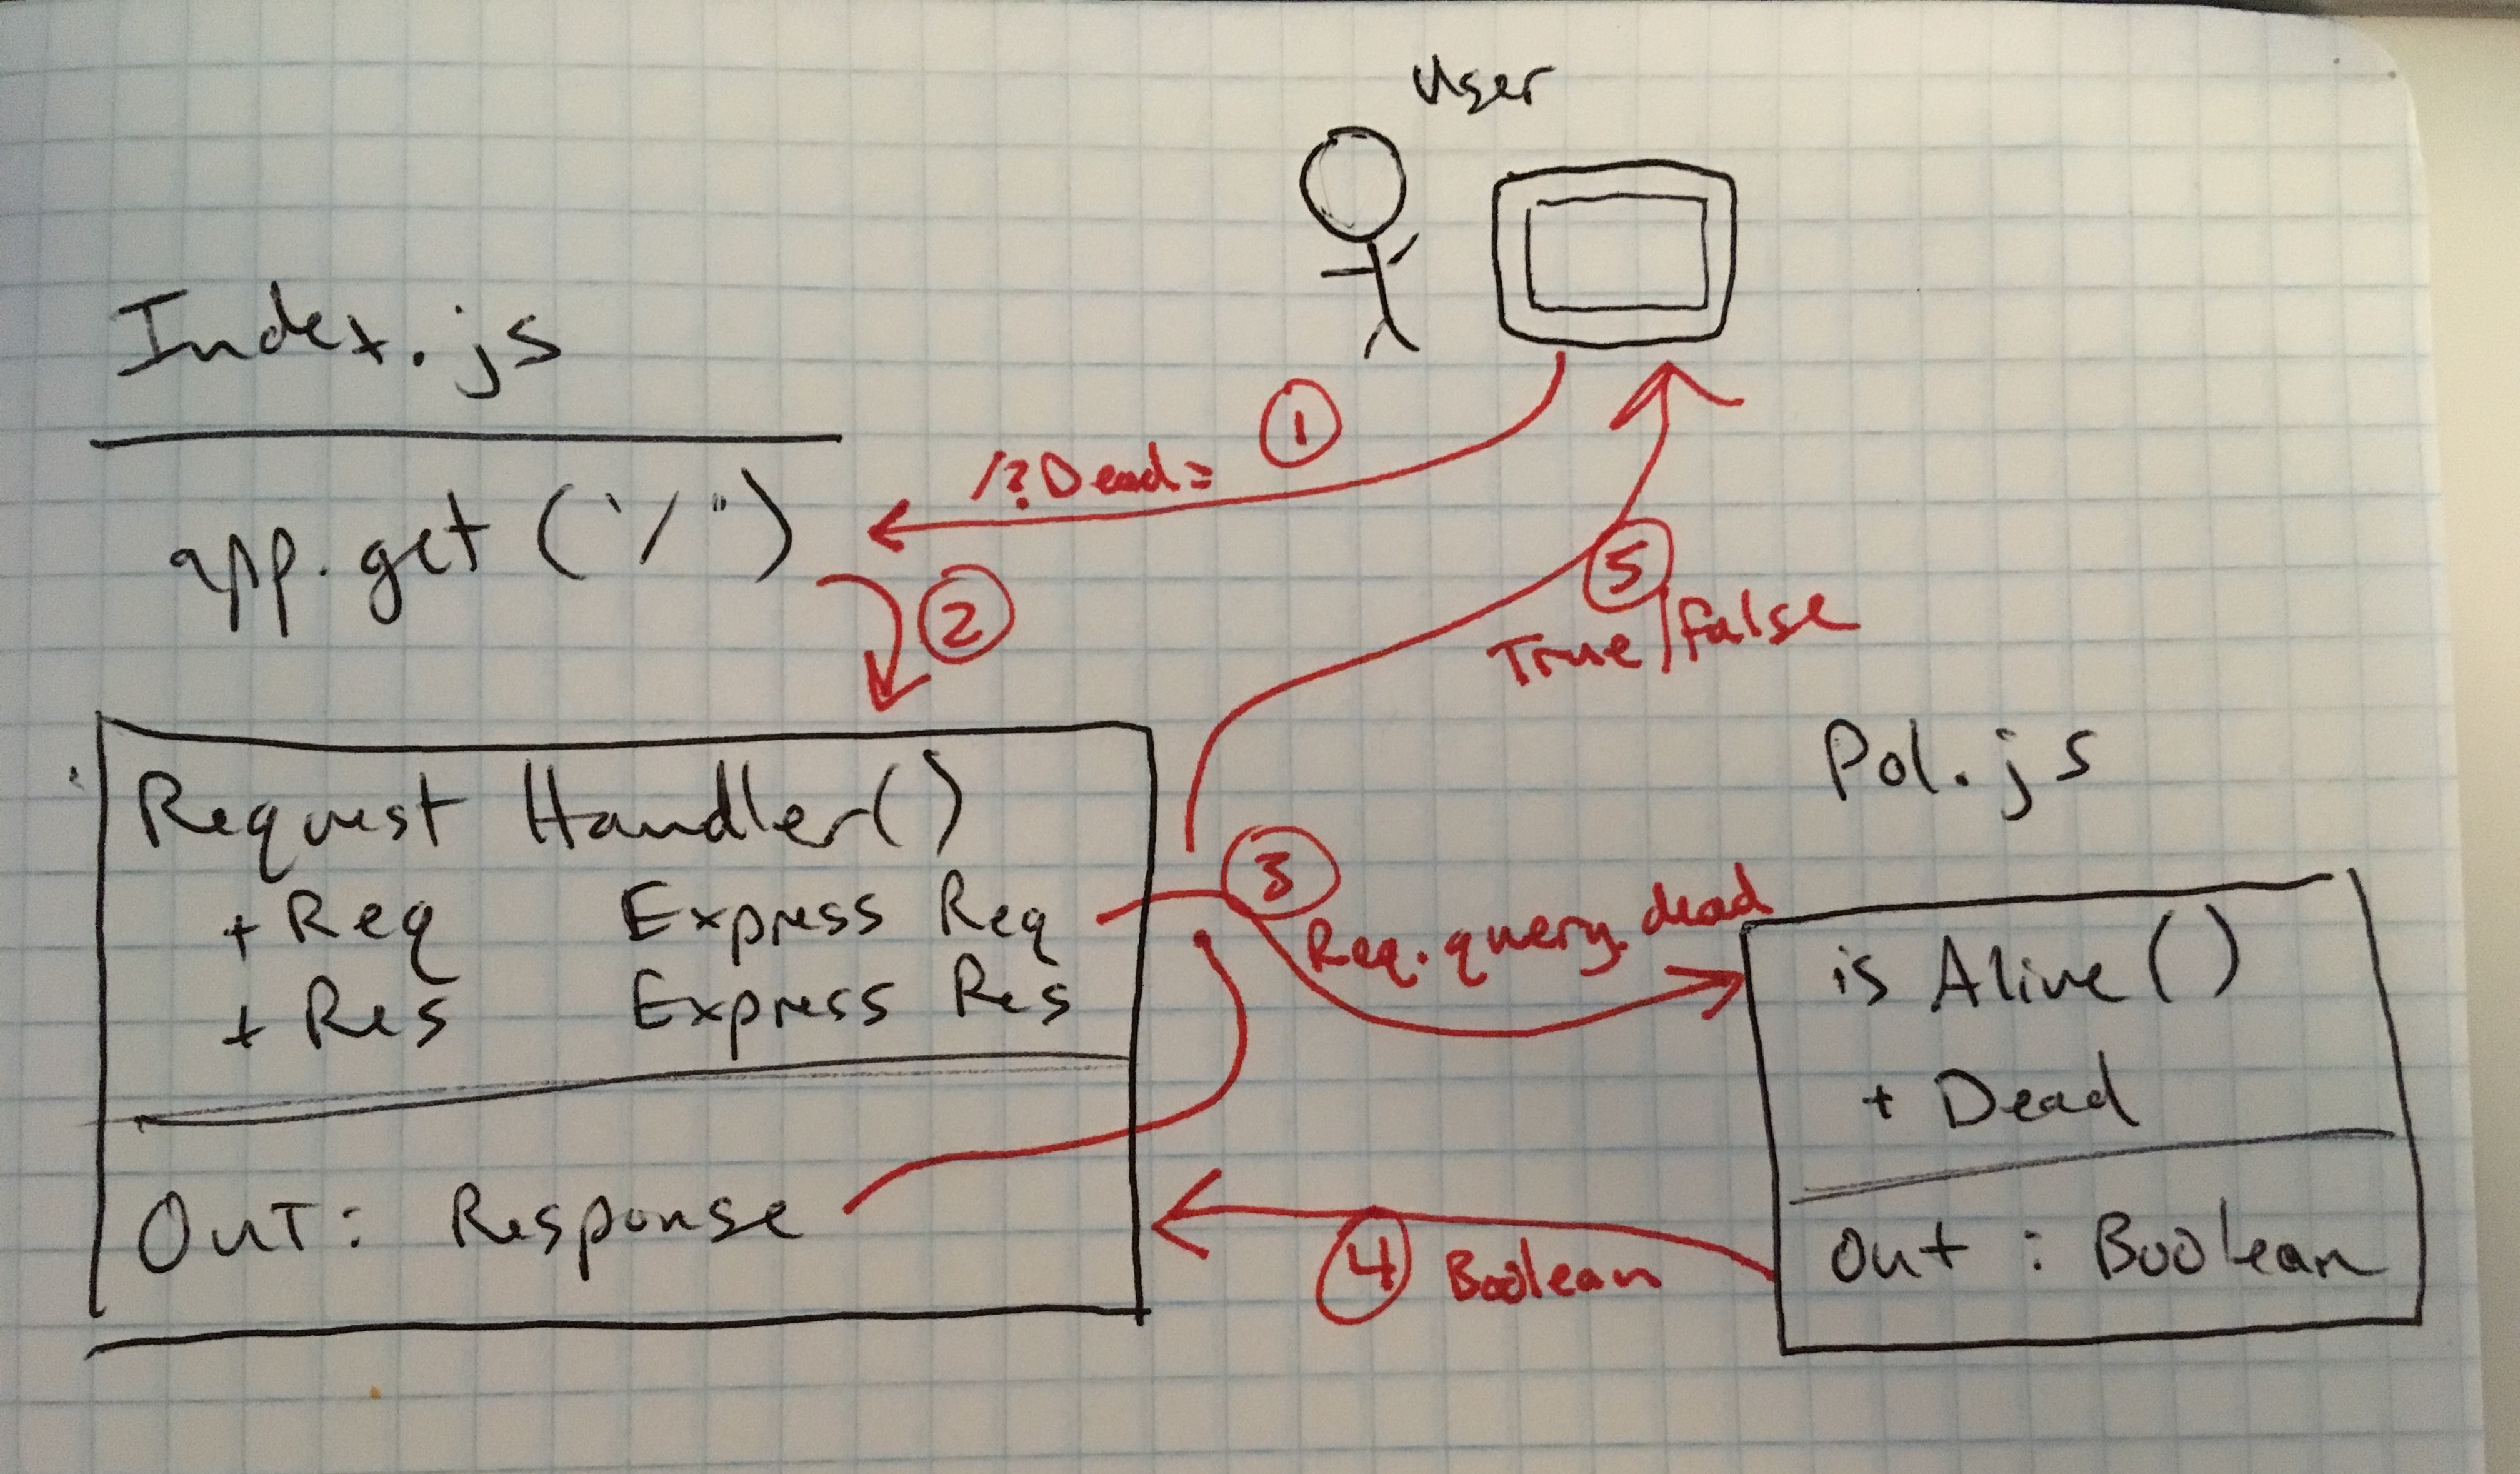 User
Index.js
app.get('/")
1
/?Dead=
2
5
True/False
Request Handler()
+ Req Express Req
+ Res Express Res
OUT: Response
3
Req.query.dead
4 Boolean
Pol.js
is Alive()
+ Dead
Out : Boolean